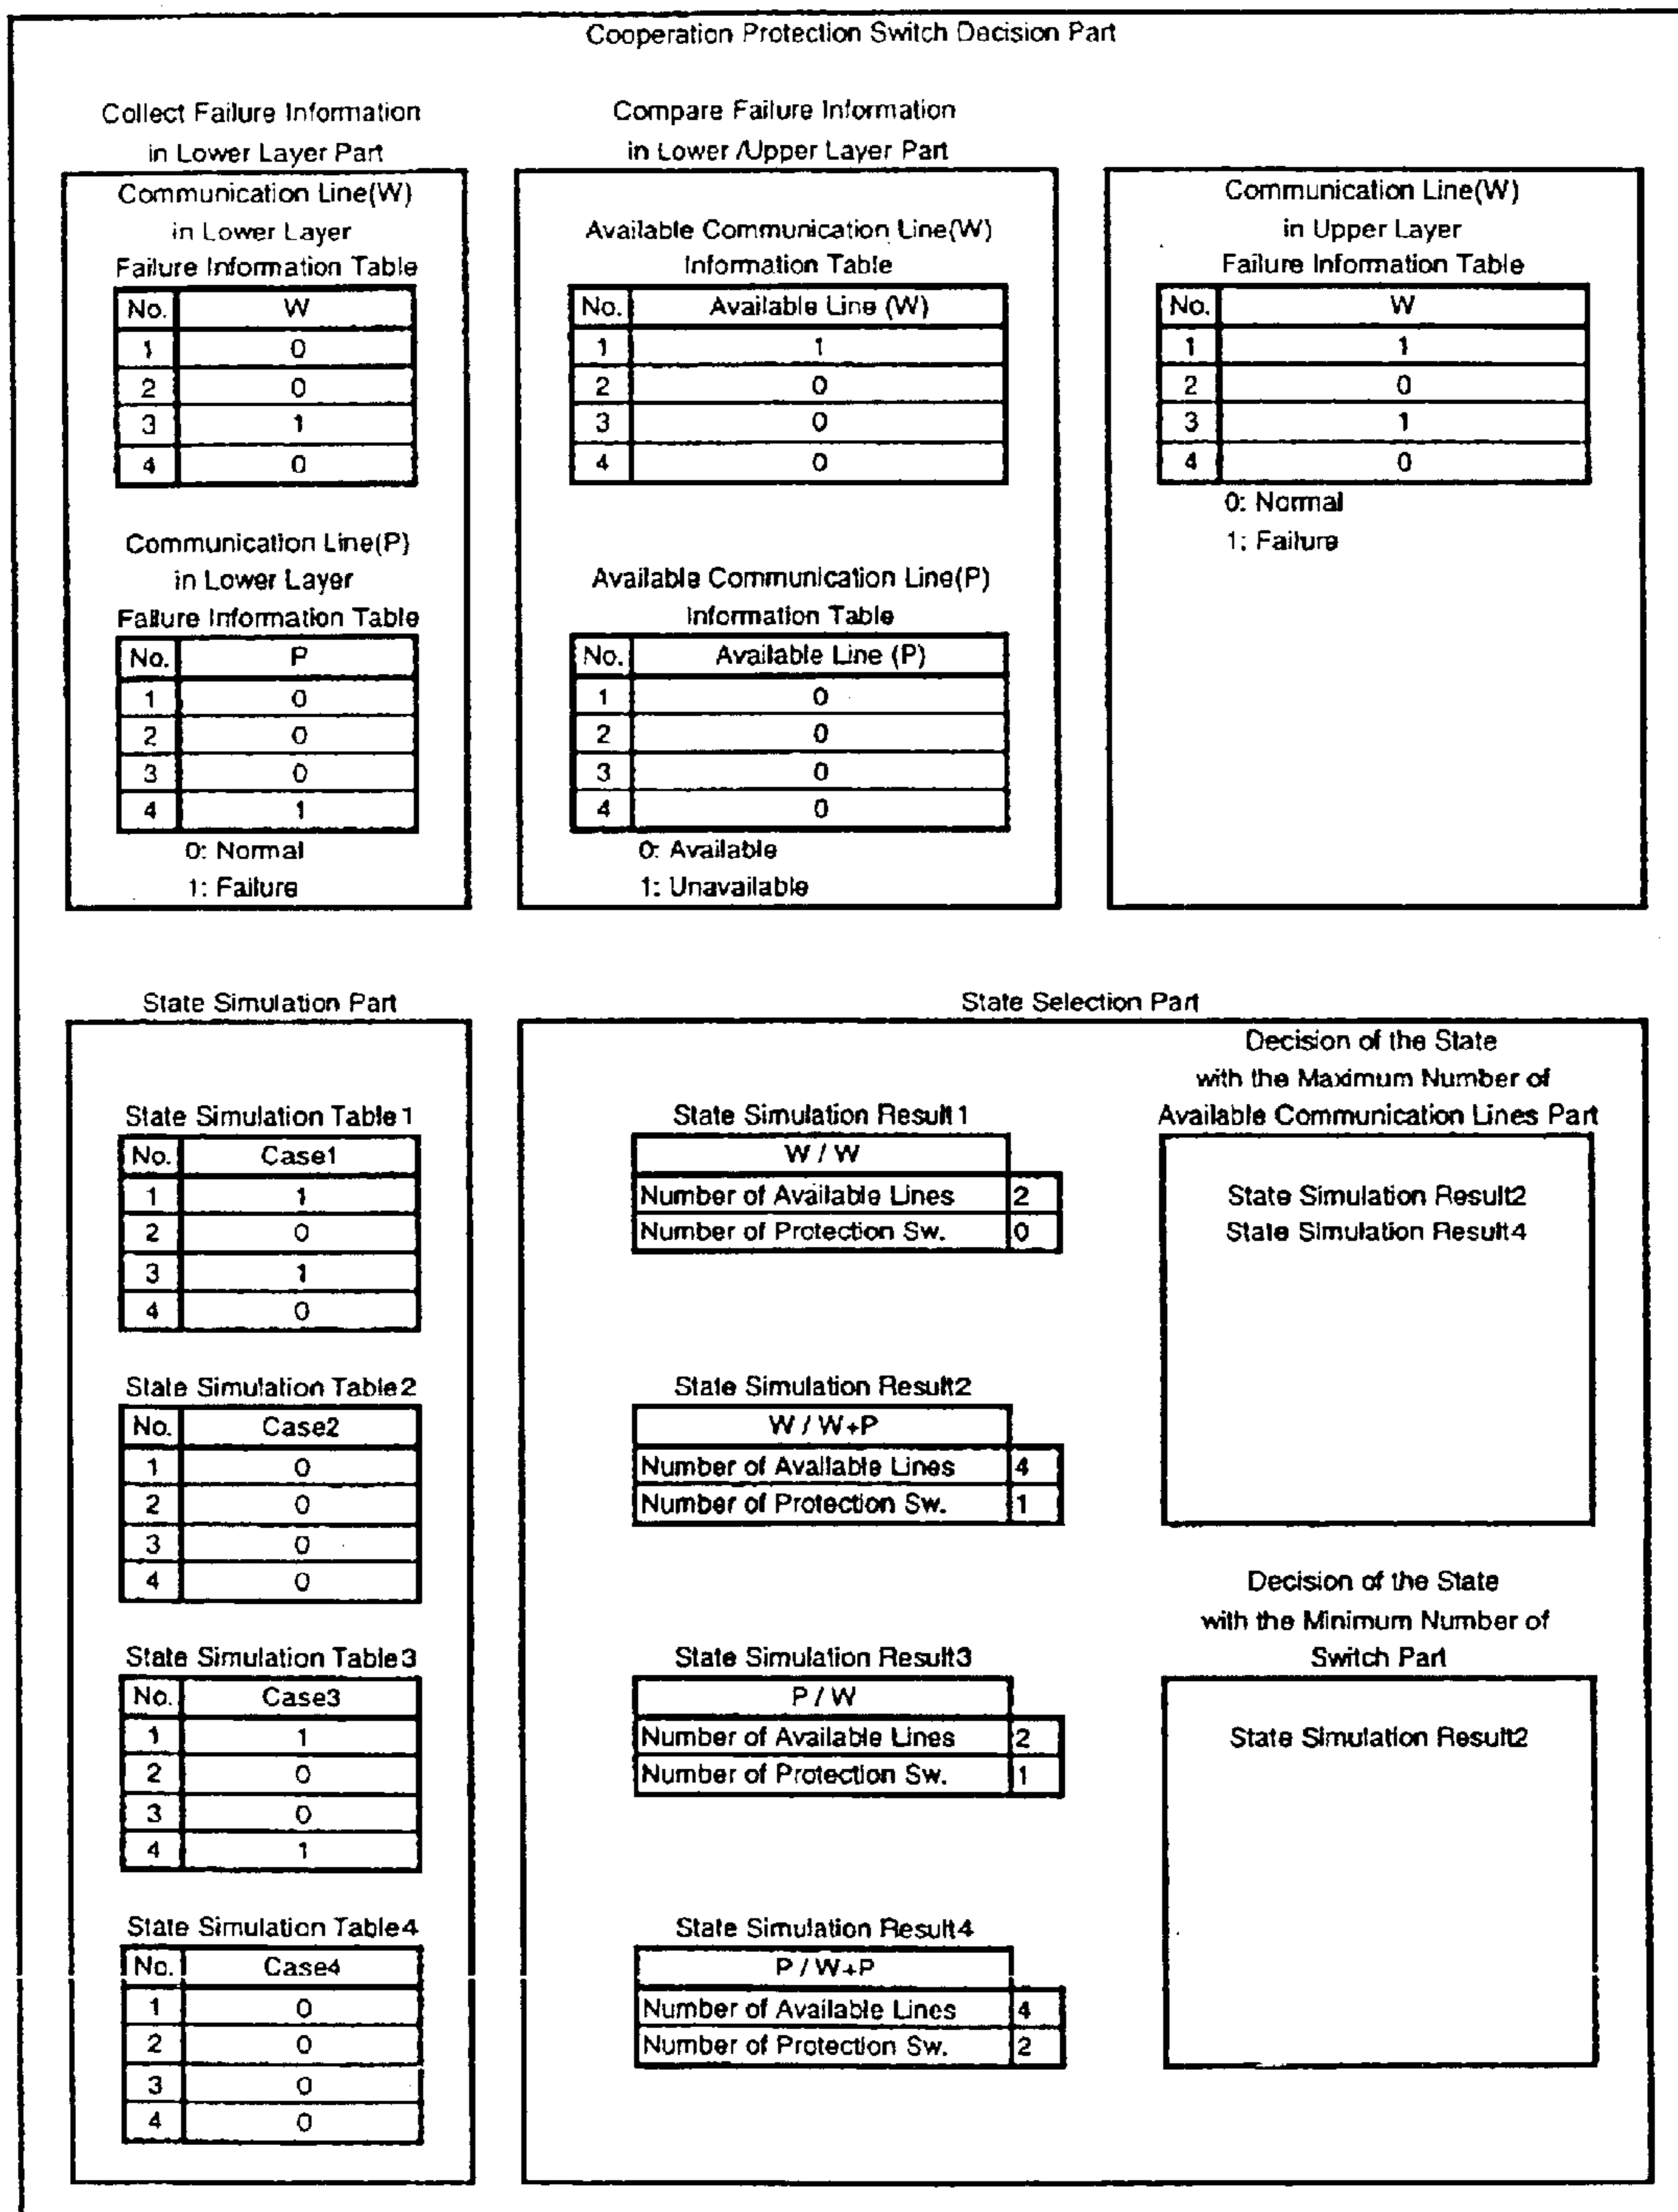 Cooperation Protection Switch Decision Part
Collect Failure Information
in Lower Layer Part
Communication Line(W)
in Lower Layer
Failure Information Table
No. W
1 0
2 0
3 1
4 0
Communication Line(P)
in Lower Layer
Failure Information Table
No. P
1 0
2 0
3 0
4 1
0: Normal
1: Failure
Compare Failure Information
in Lower /Upper Layer Part
Available Communication Line(W)
Information Table
No. Available Line (W)
1 1
2 0
3 0
4 0
Available Communication Line(P)
Information Table
No. Available Line (P)
1 0
2 0
3 0
4 0
0: Available
1: Unavailable
Communication Line(W)
in Upper Layer
Failure Information Table
No. W
1 1
2 0
3 1
4 0
0: Normal
1: Failure
State Simulation Part
State Simulation Table1
No. Case1
1 1
2 0
3 1
4 0
State Simulation Table2
No. Case2
1 0
2 0
3 0
4 0
State Simulation Table3
No. Case3
1 1
2 0
3 0
4 1
State Simulation Table4
No. Case4
1 0
2 0
3 0
4 0
State Selection Part
State Simulation Result1
W / W
Number of Available Lines 2
Number of Protection Sw. 0
State Simulation Result2
W / W+P
Number of Available Lines 4
Number of Protection Sw. 1
State Simulation Result3
P / W
Number of Available Lines 2
Number of Protection Sw. 1
State Simulation Result4
P / W+P
Number of Available Lines 4
Number of Protection Sw. 2
Decision of the State
with the Maximum Number of
Available Communication Lines Part
State Simulation Result2
State Simulation Result4
Decision of the State
with the Minimum Number of
Switch Part
State Simulation Result2